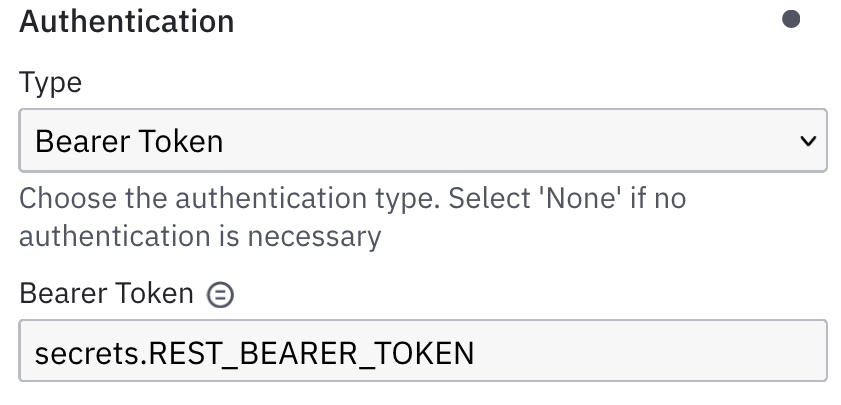 Authentication
Type
Bearer Token
Choose the authentication type. Select 'None' if no
authentication is necessary
Bearer Token
secrets.REST_BEARER_TOKEN